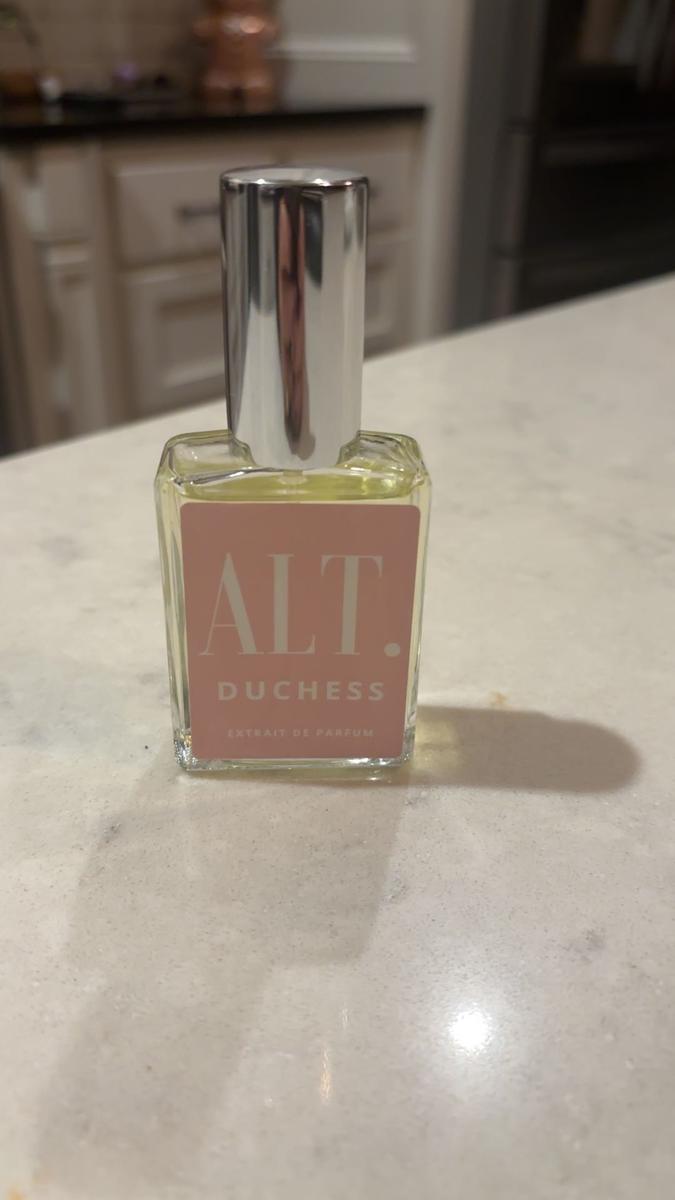 ALT.
DUCHESS
EXTRAIT DE PARFUM